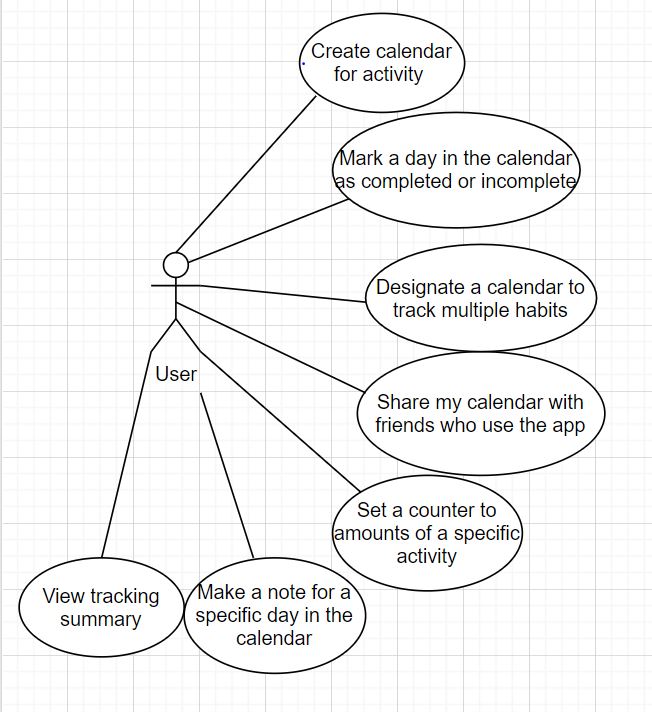 Create calendar
for activity
Mark a day in the calendar
as completed or incomplete
Designate a calendar to
track multiple habits
User
Share my calendar with
friends who use the app
Set a counter to
amounts of a specific
activity
View tracking
summary
Make a note for a
specific day in the
calendar